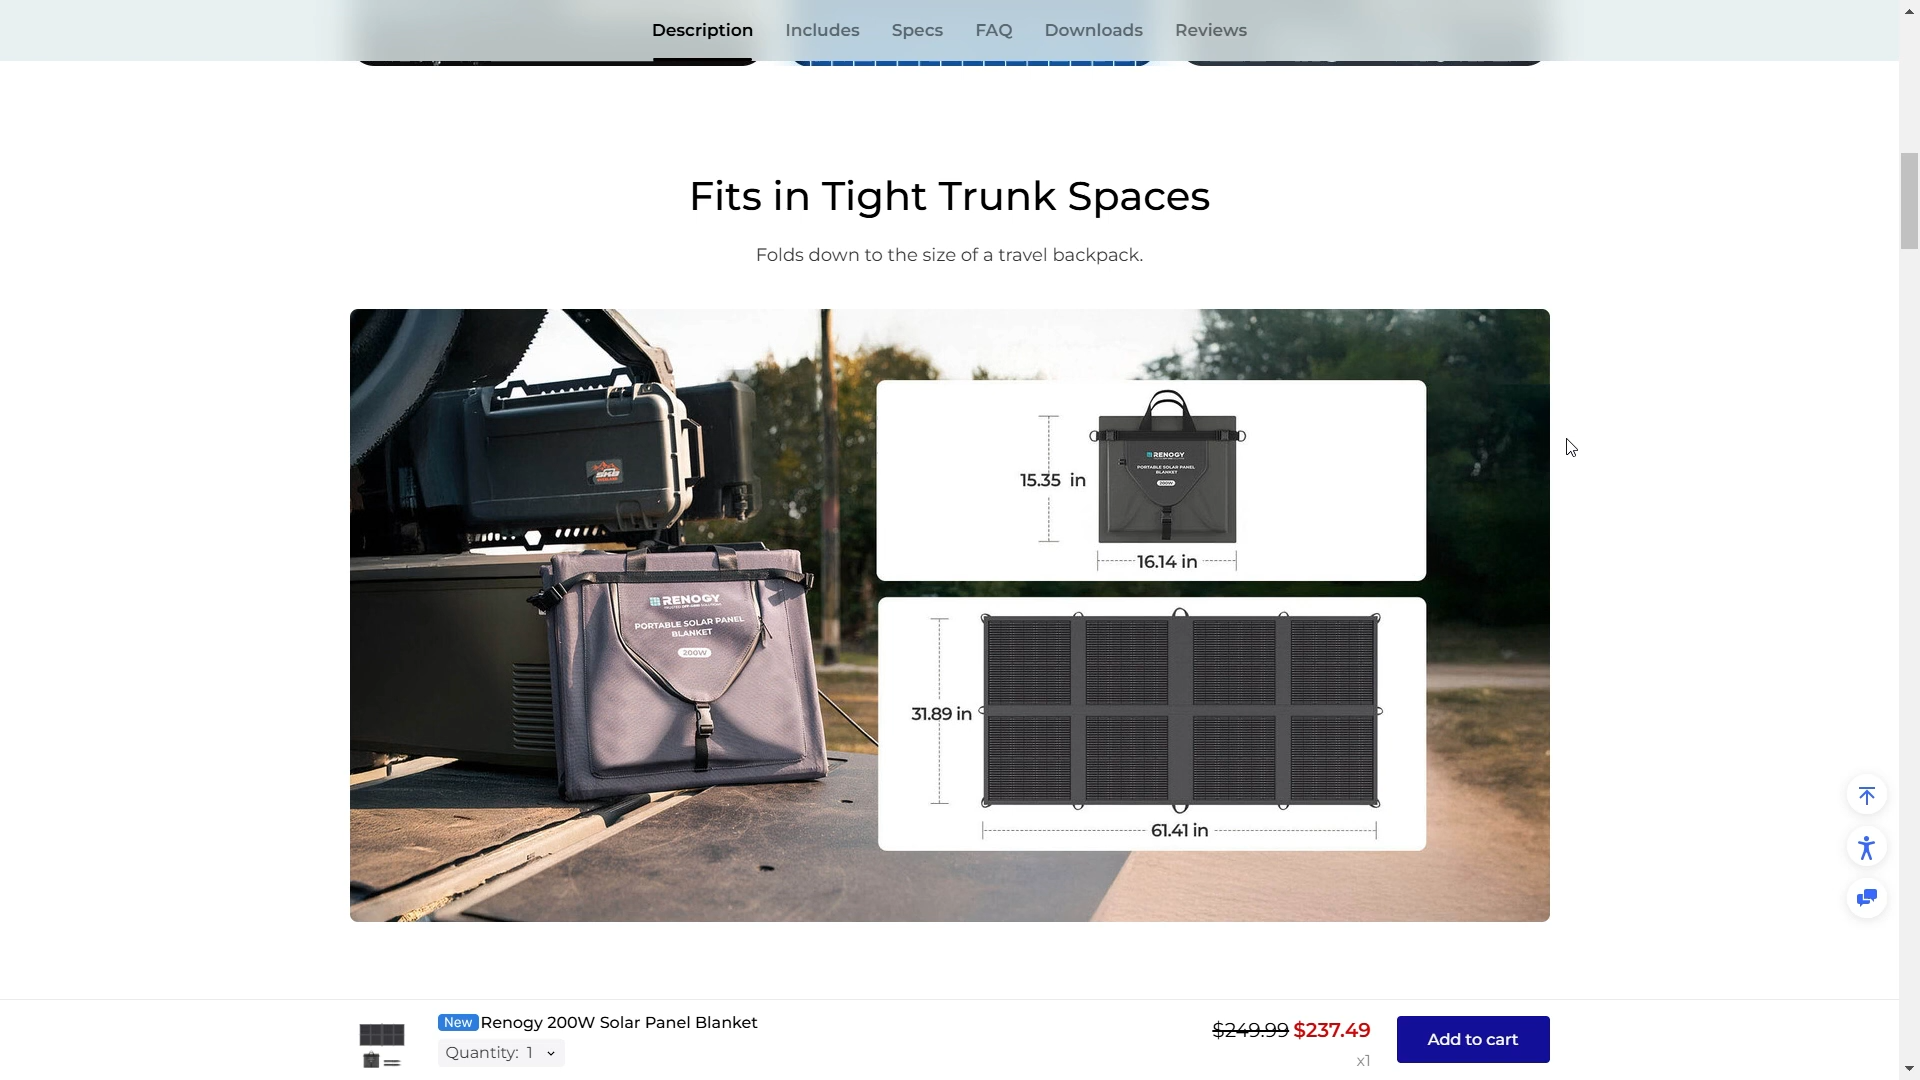 Description Includes Specs FAQ Downloads Reviews
Fits in Tight Trunk Spaces
Folds down to the size of a travel backpack.
SKB
RENOGY
PORTABLE SOLAR PANEL
BLANKET
200W
15.35 in
RENOGY
PORTABLE SOLAR PANEL
BLANKET
200W
16.14 in
31.89 in
61.41 in
New Renogy 200W Solar Panel Blanket
Quantity: 1
$249.99 $237.49
x1
Add to cart